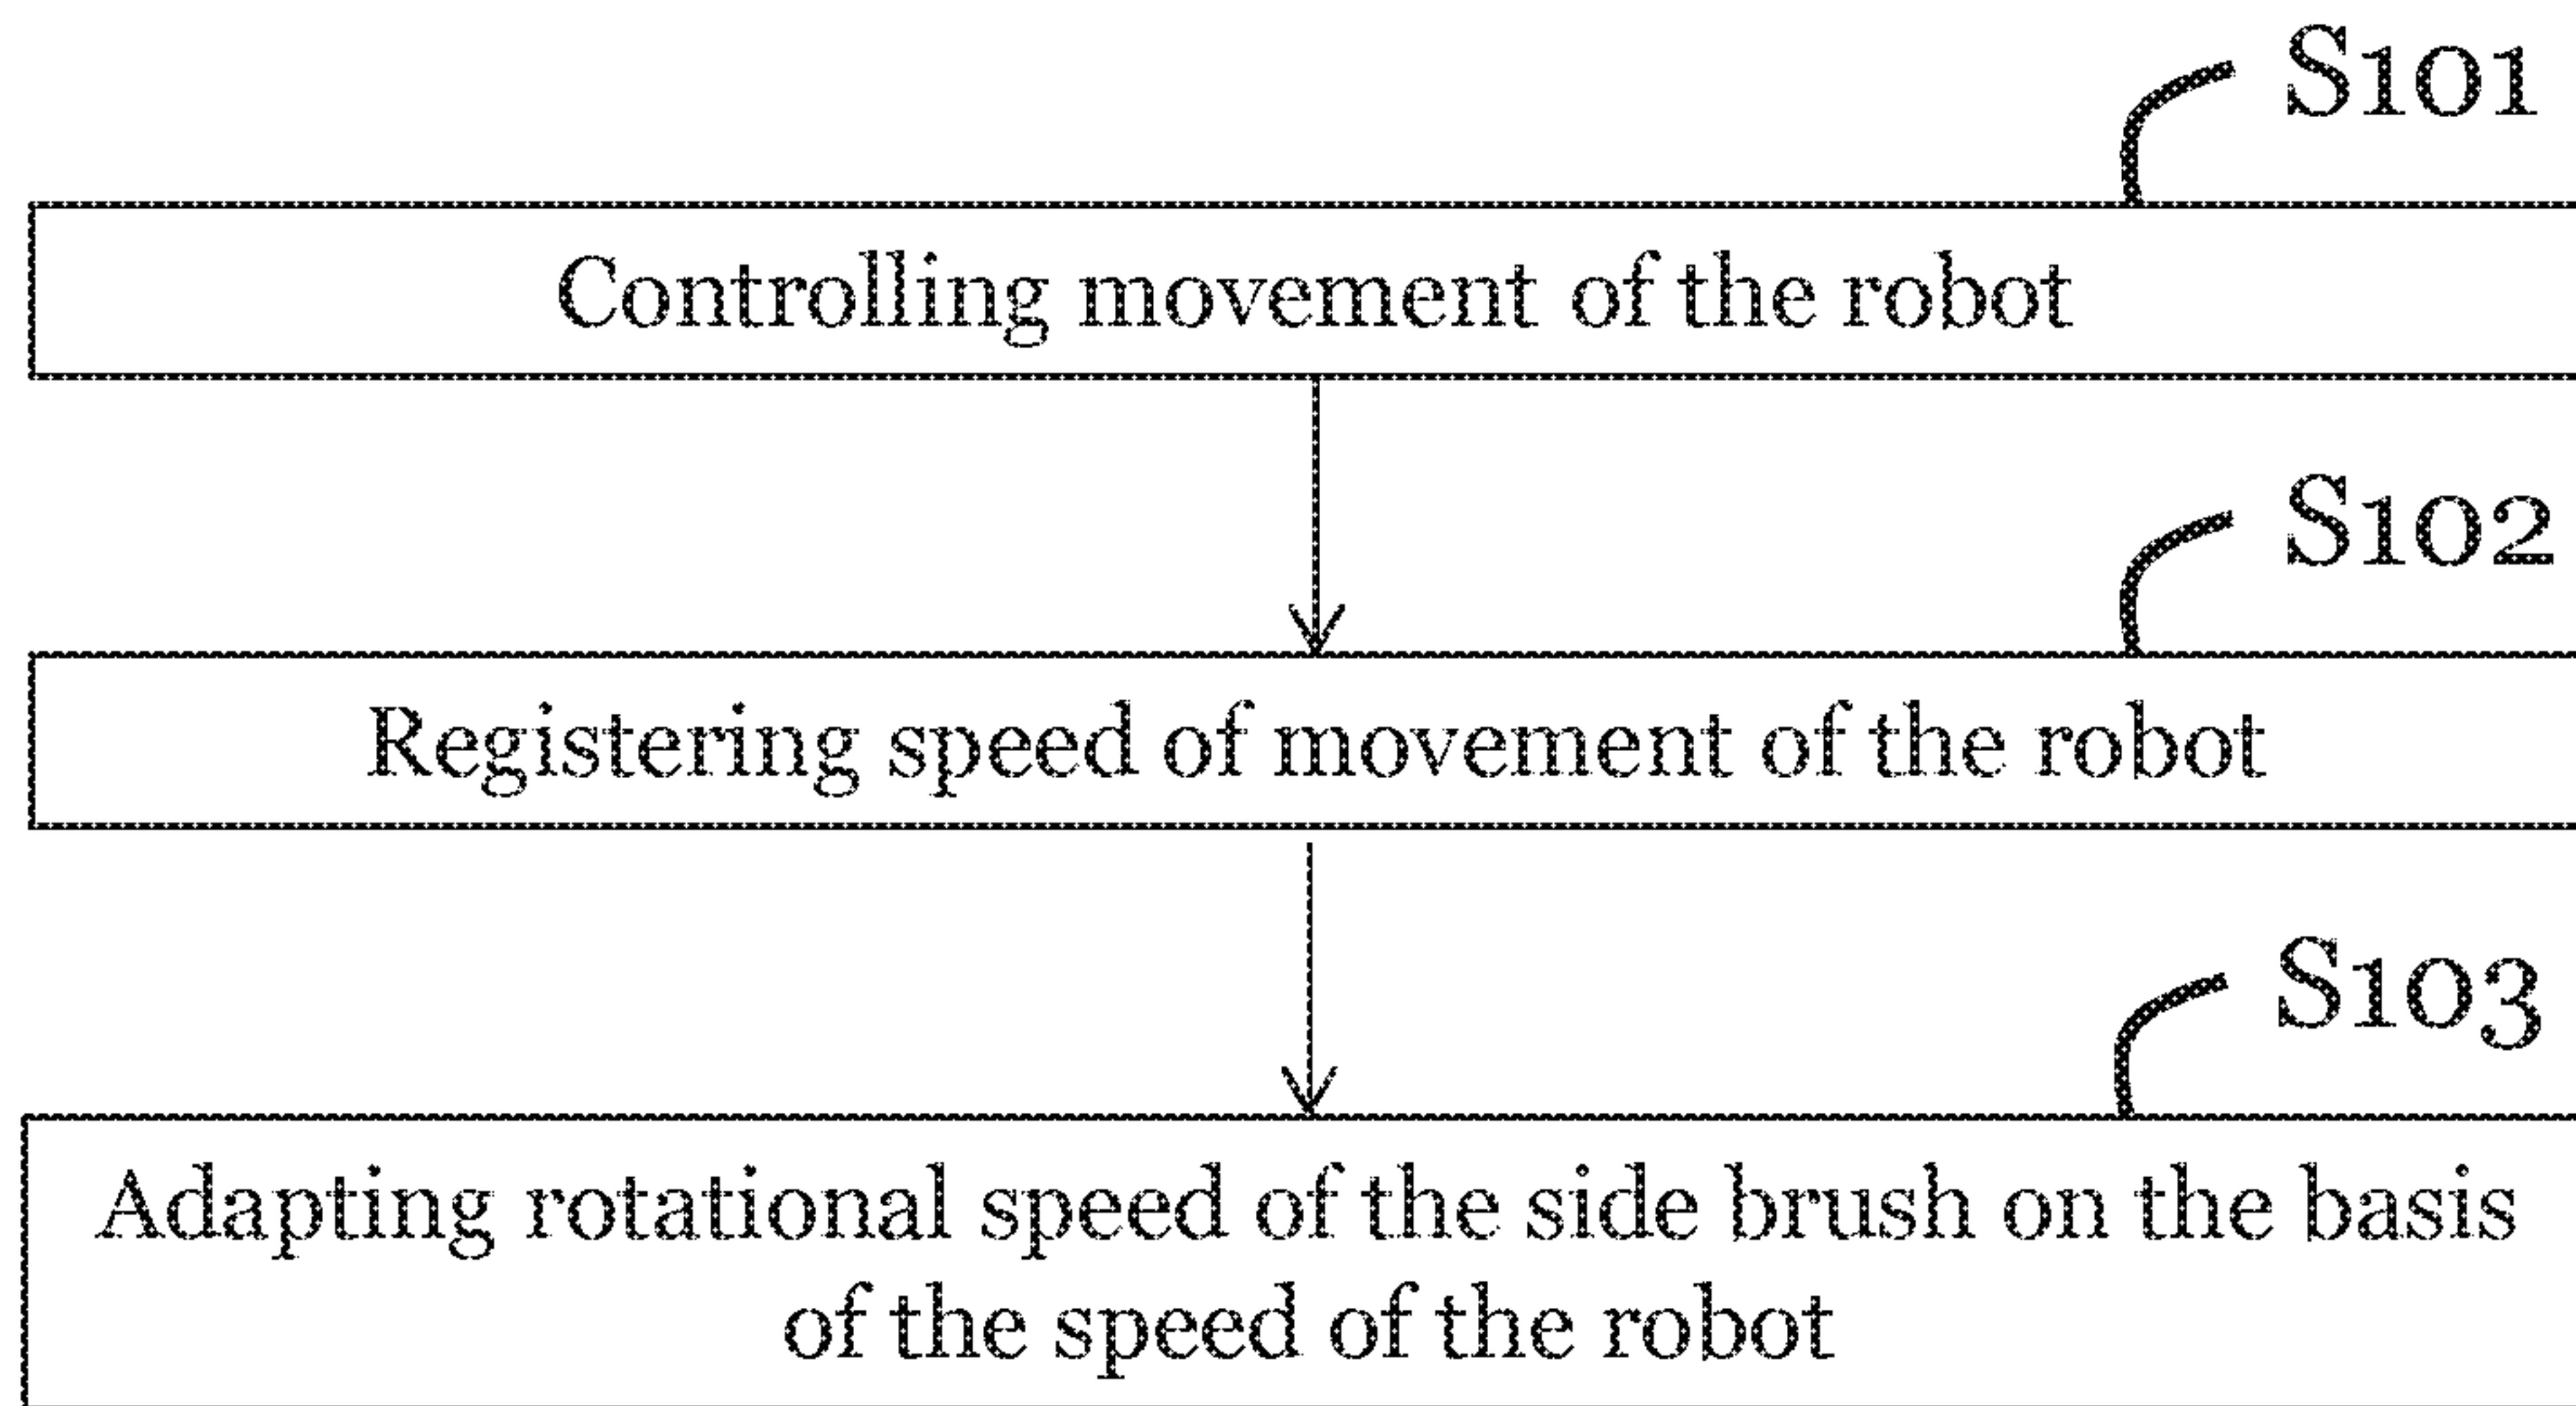 S101
Controlling movement of the robot
S102
Registering speed of movement of the robot
S103
Adapting rotational speed of the side brush on the basis
of the speed of the robot